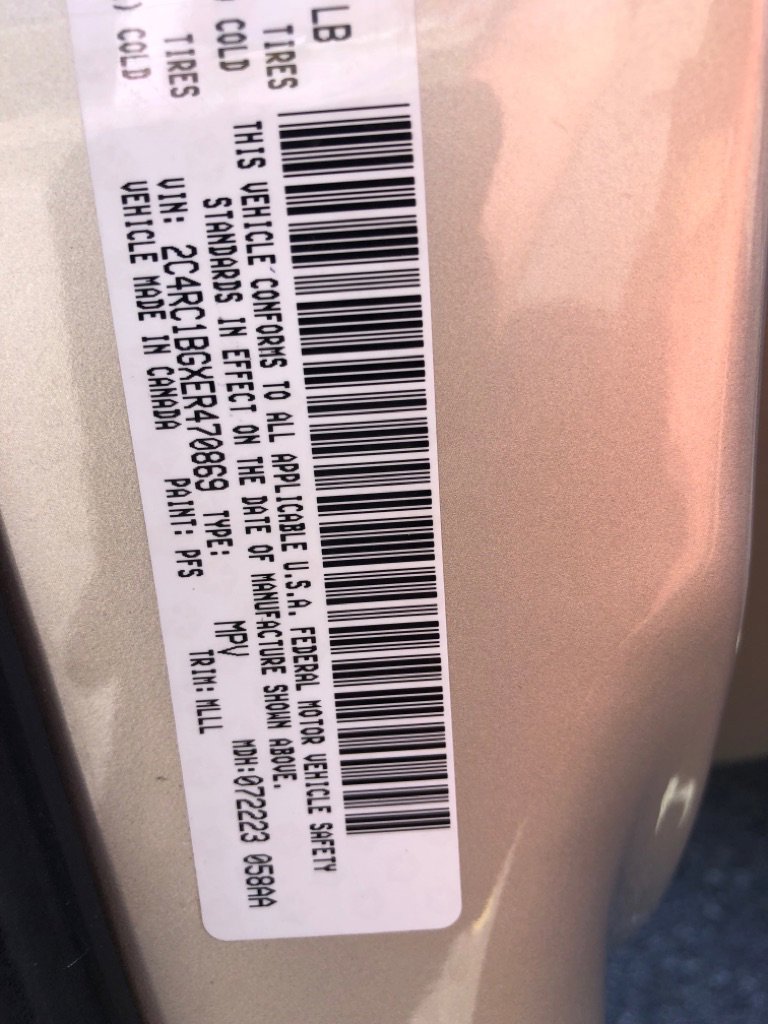 LB
TIRES
) COLD
TIRES
) COLD
THIS VEHICLE CONFORMS TO ALL APPLICABLE U.S.A. FEDERAL MOTOR VEHICLE SAFETY
STANDARDS IN EFFECT ON THE DATE OF MANUFACTURE SHOWN ABOVE.
VIN: 2C4RC1BGXER470869 TYPE: MPV MDH:072223 058AA
VEHICLE MADE IN CANADA PAINT: PFS TRIM:MLLL